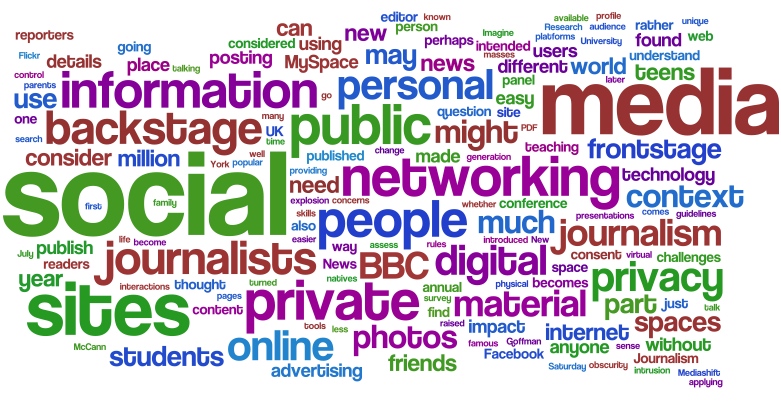 editor known
available profile
reporters
can
new
person
Research audience
rather
unique
Flickr
going
considered
using
perhaps
Imagine
intended
platforms University
found
web
details
place
talking
posting
MySpace
may
news
masses
different
users
world
understand
control
parents
use
information
go
personal
panel
easy
later
teens
media
one
backstage
many
UK
time
public
might
question
site
PDF
search
consider
million
York
popular
well
published
change
made
generation
teaching
frontstage
social
first
family
providing
need
networking
technology
explosion
concerns
skills
whether
conference
context
also
easier
people
much
presentations
comes
guidelines
journalism
July
publish
life
become
journalists
way
assess
rules
introduced
New
consent
virtual
challenges
readers
year
interactions
thought
News
natives
BBC
digital
space
physical
becomes
privacy
sites
pages
turned
content
private
annual
survey
find
material
part
just
talk
tools
less
photos
raised
impact
internet
spaces
McCann
students
online
famous
Goffman
Facebook
anyone
sense
without
advertising
friends
Saturday
obscurity
Journalism
intrusion
Mediashift
applying